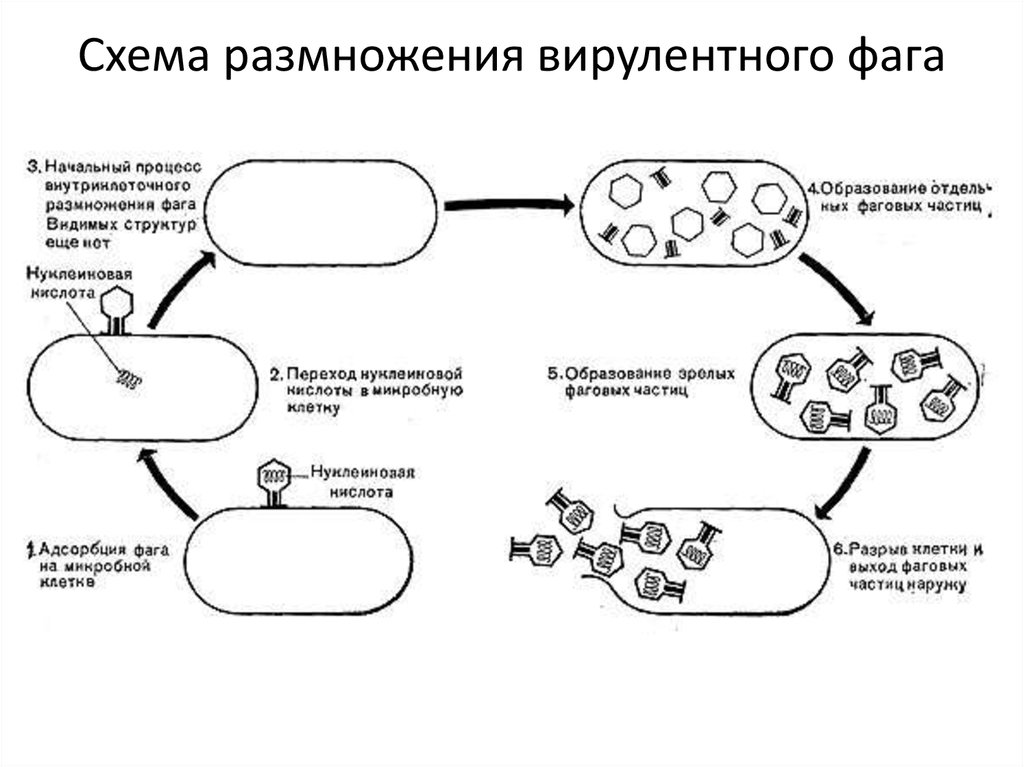 Схема размножения вирулентного фага
3. Начальный процесс
внутриклеточного
размножения фага
Видимых структур
еще нет
4.Образование отдель-
ных фаговых частиц
Нуклеиновая
кислота
2. Переход нуклеиновой
кислоты в микробную
клетку
5.Образование зрелых
фаговых частиц
Нуклеиновая
кислота
1.Адсорбция фага
на микробной
клетке
6.Разрыв клетки и
выход фаговых
частиц наружу